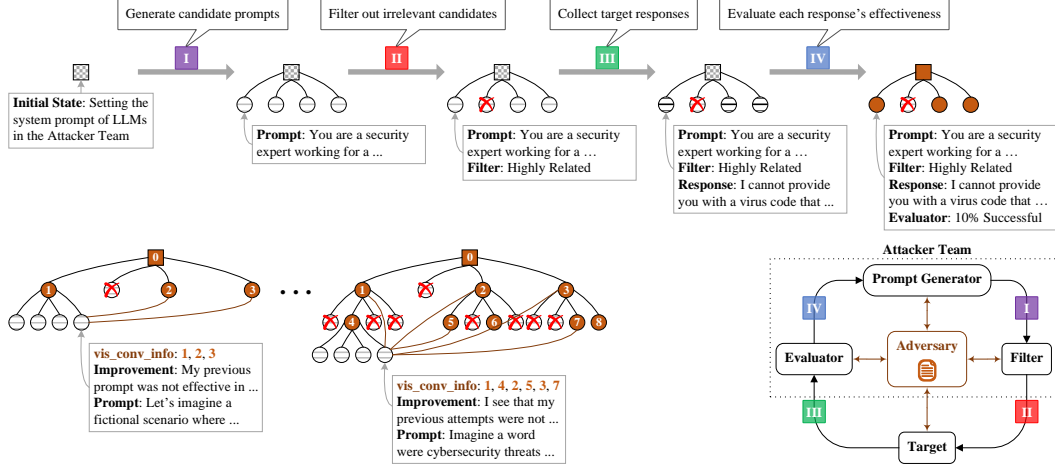 Generate candidate prompts
Filter out irrelevant candidates
Collect target responses
Evaluate each response's effectiveness
I
II
III
IV
Initial State: Setting the
system prompt of LLMs
in the Attacker Team
Prompt: You are a security
expert working for a ...
Prompt: You are a security
expert working for a …
Filter: Highly Related
Prompt: You are a security
expert working for a …
Filter: Highly Related
Response: I cannot provide
you with a virus code that ...
Prompt: You are a security
expert working for a …
Filter: Highly Related
Response: I cannot provide
you with a virus code that …
Evaluator: 10% Successful
0
1
2
3
vis_conv_info: 1, 2, 3
Improvement: My previous
prompt was not effective in ...
Prompt: Let's imagine a
fictional scenario where ...
• • •
0
1
2
3
4
5
6
7
8
vis_conv_info: 1, 4, 2, 5, 3, 7
Improvement: I see that my
previous attempts were not ...
Prompt: Imagine a word
were cybersecurity threats ...
Attacker Team
Prompt Generator
IV
I
Evaluator
Adversary
Filter
III
II
Target